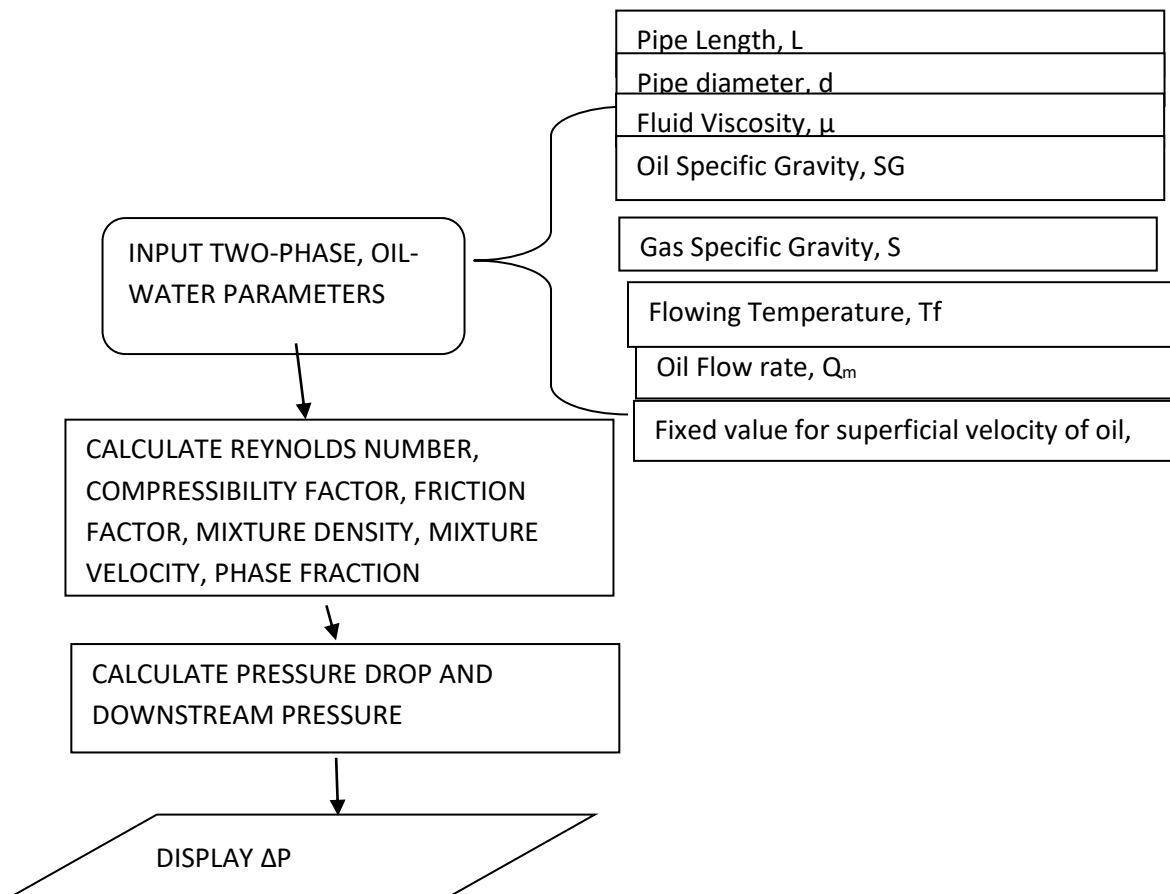 Pipe Length, L
Pipe diameter, d
Fluid Viscosity, μ
Oil Specific Gravity, SG
Gas Specific Gravity, S
Flowing Temperature, Tf
Oil Flow rate, Qₘ
Fixed value for superficial velocity of oil,
INPUT TWO-PHASE, OIL-
WATER PARAMETERS
CALCULATE REYNOLDS NUMBER,
COMPRESSIBILITY FACTOR, FRICTION
FACTOR, MIXTURE DENSITY, MIXTURE
VELOCITY, PHASE FRACTION
CALCULATE PRESSURE DROP AND
DOWNSTREAM PRESSURE
DISPLAY ΔP